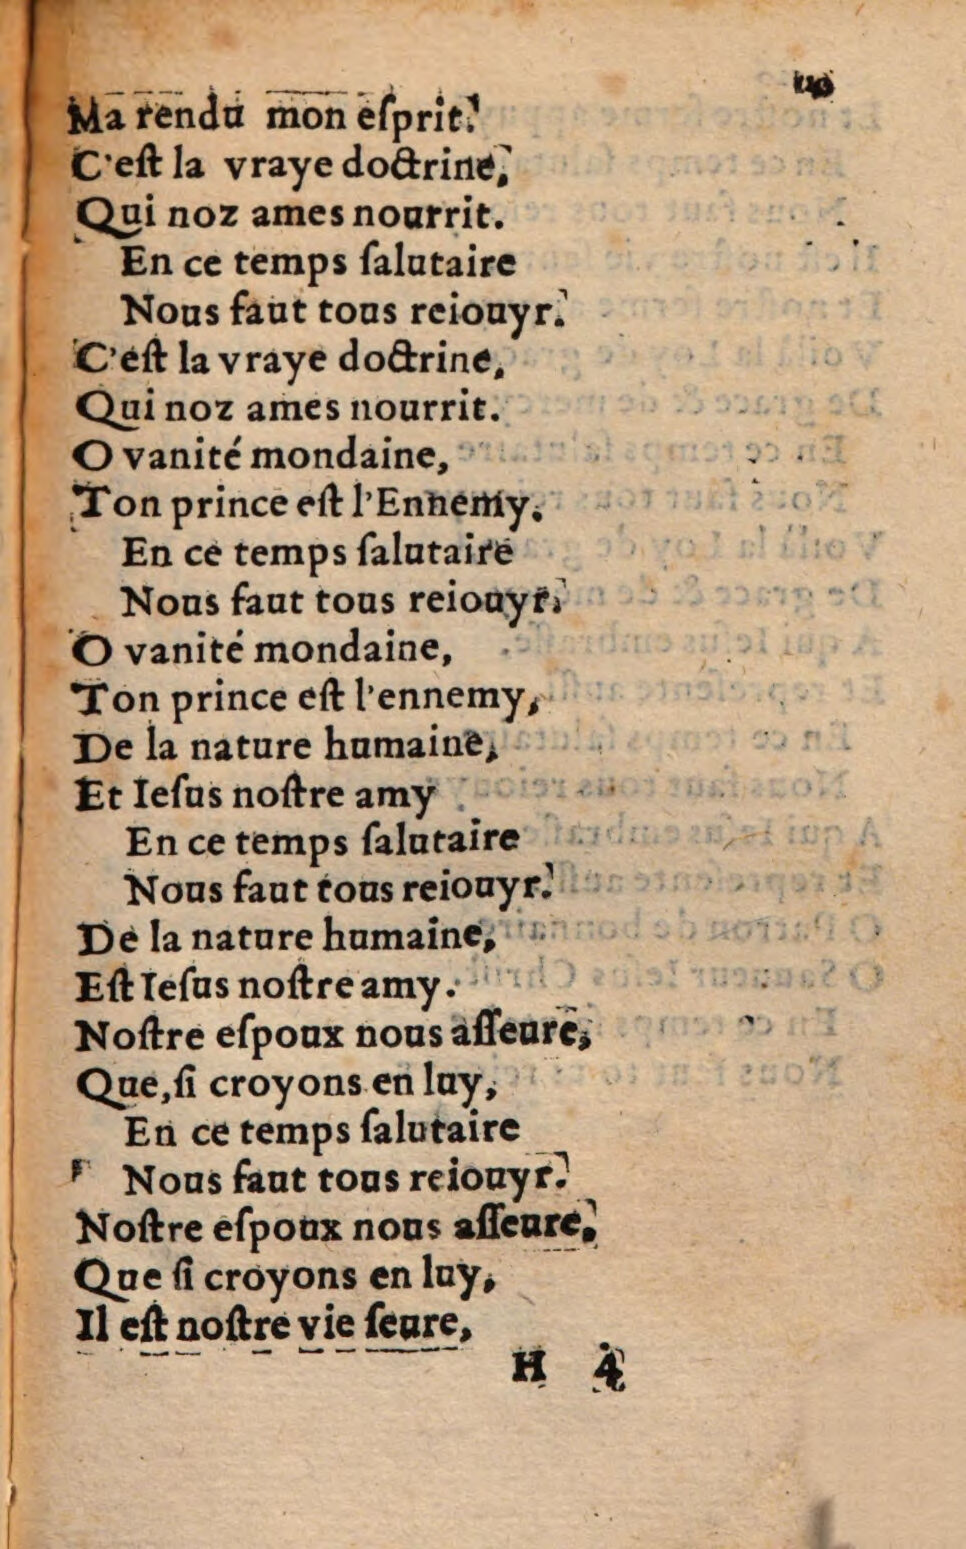 Ma rendu mon eſprit.
C'eſt la vraye doctrine,
Qui noz ames nourrit.
En ce temps ſalutaire
Nous faut tous reiouyr.
C'eſt la vraye doctrine,
Qui noz ames nourrit.
O vanité mondaine,
Ton prince eſt l'Ennemy.
En ce temps ſalutaire
Nous faut tous reiouyr.
O vanité mondaine,
Ton prince eſt l'ennemy,
De la nature humaine,
Et Ieſus noſtre amy
En ce temps ſalutaire
Nous faut tous reiouyr.
De la nature humaine,
Eſt Ieſus noſtre amy.
Noſtre eſpoux nous aſſeure,
Que, ſi croyons en luy,
En ce temps ſalutaire
Nous faut tous reiouyr.
Noſtre eſpoux nous aſſeure,
Que ſi croyons en luy,
Il eſt noſtre vie ſeure,
H 4